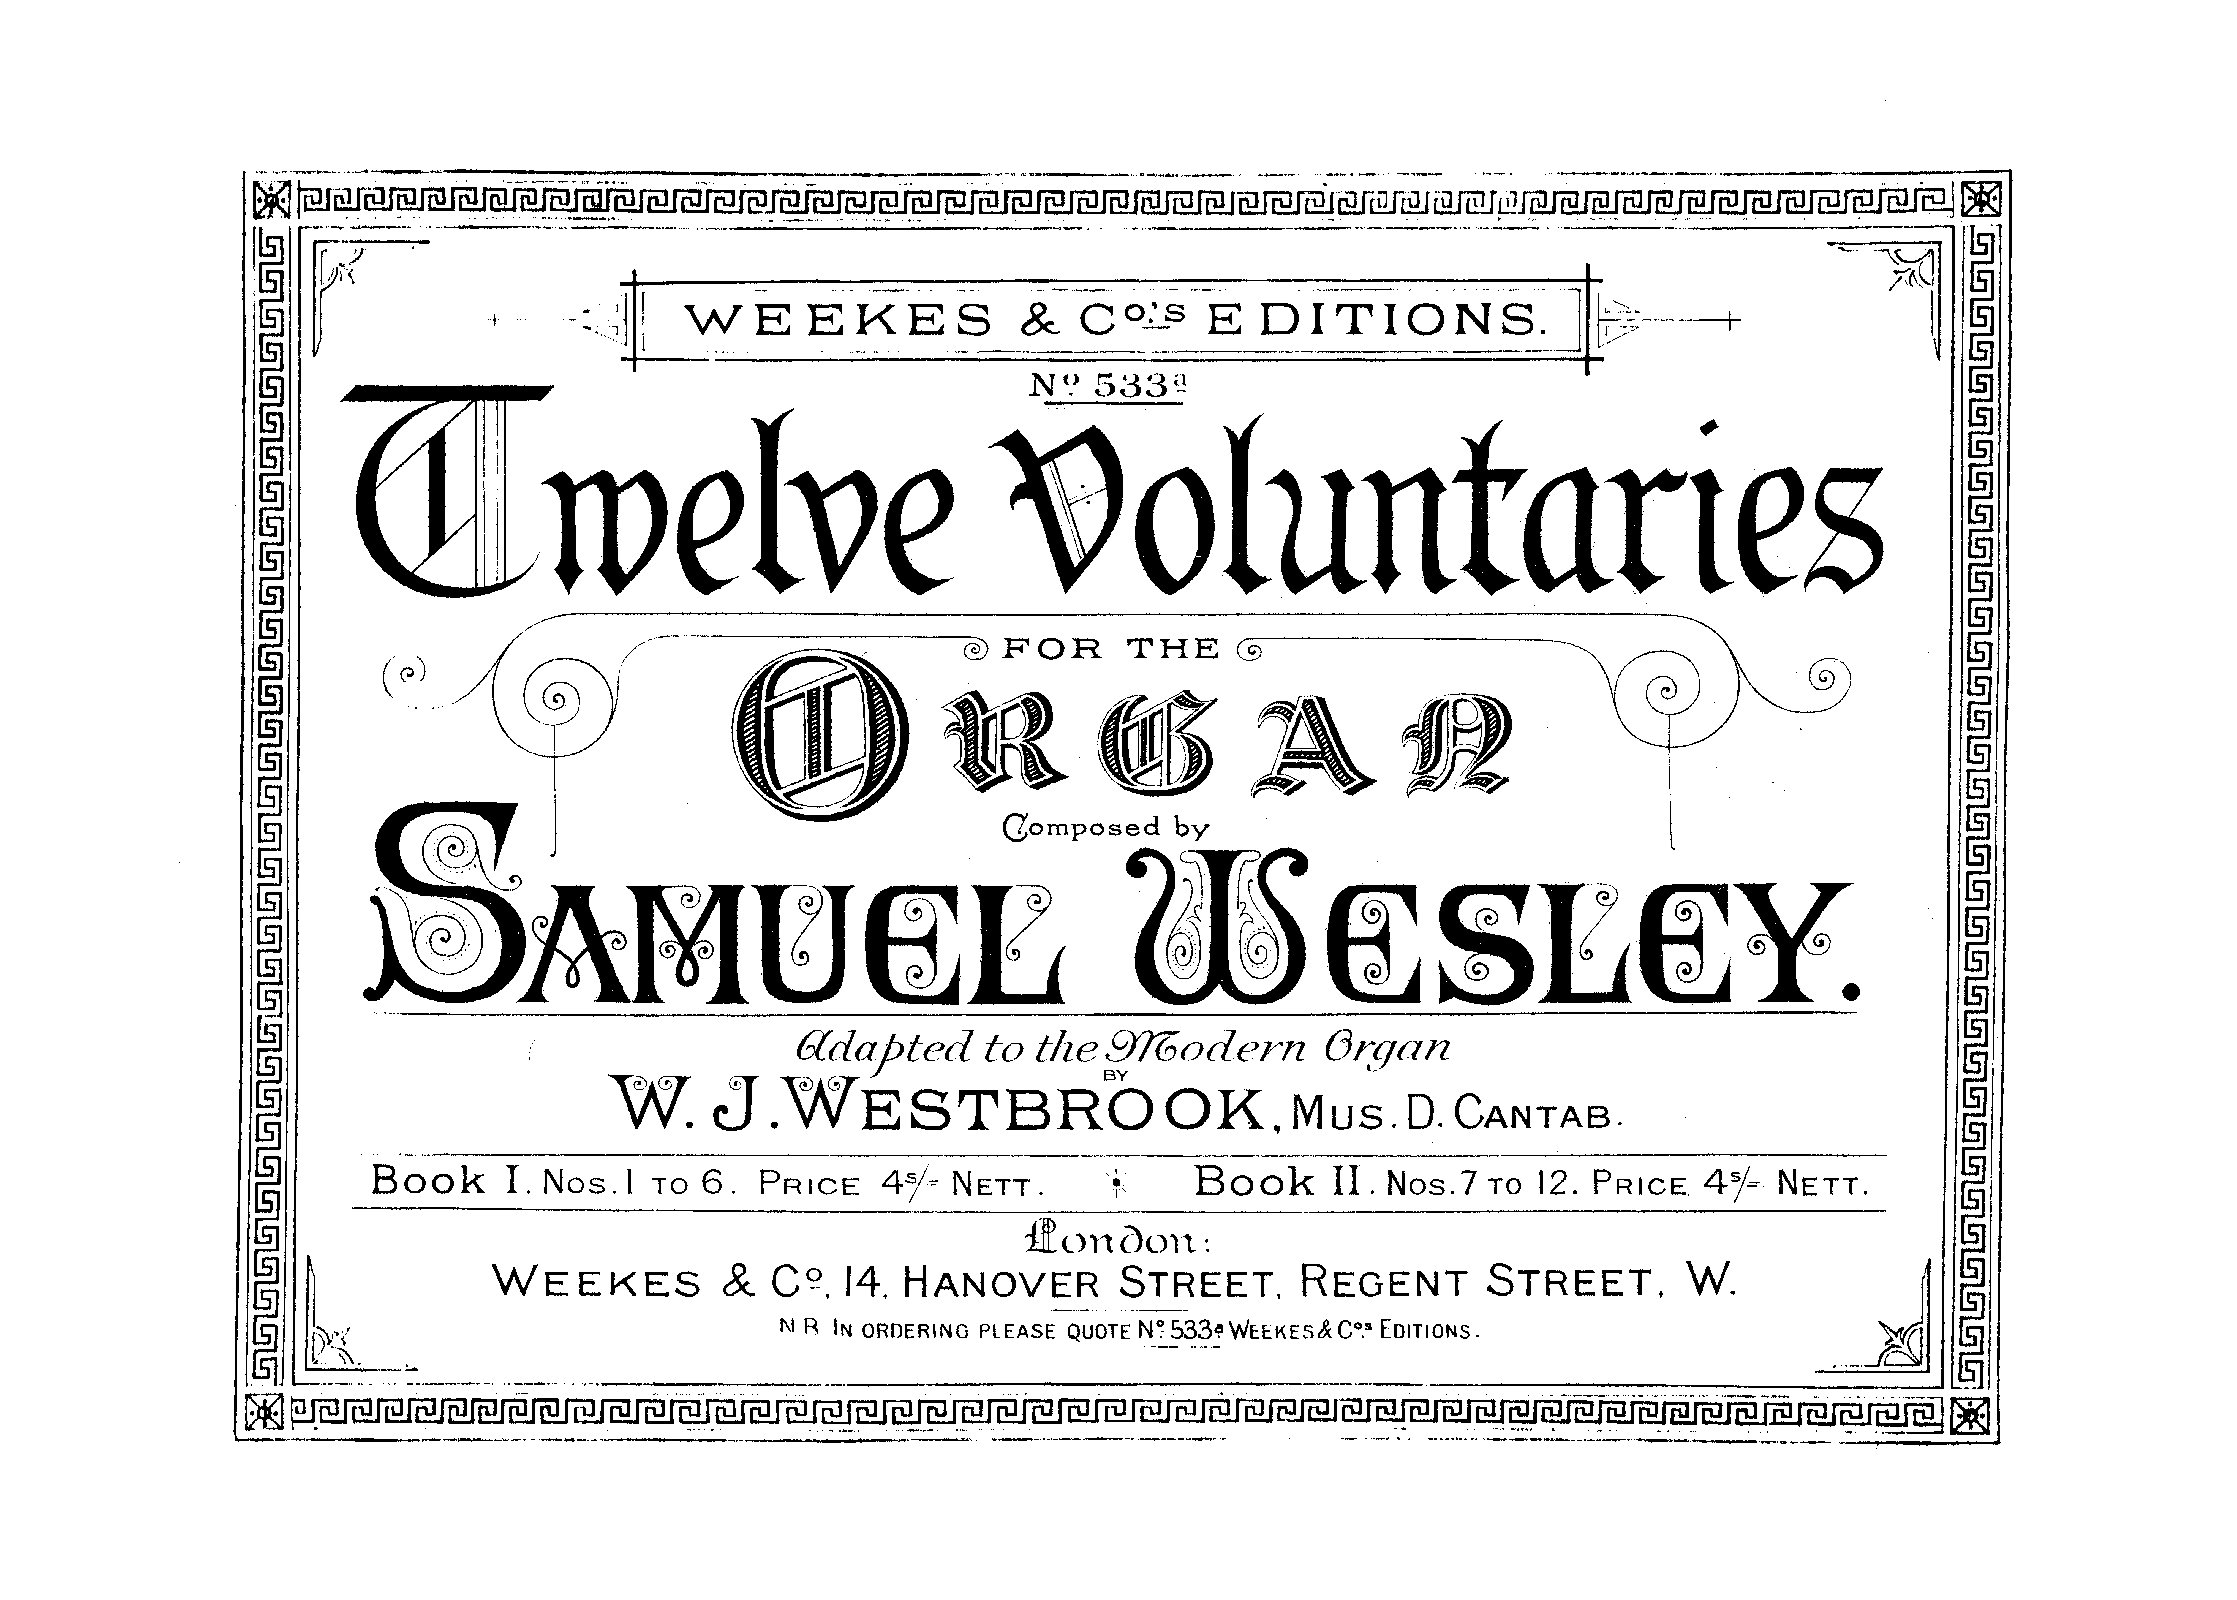 WEEKES & Co.'s EDITIONS.
No. 533a
Twelve Voluntaries
FOR THE
ORGAN
Composed by
SAMUEL WESLEY.
Adapted to the Modern Organ
BY
W. J. WESTBROOK, MUS. D. CANTAB.
Book I. Nos. 1 to 6. PRICE 4s/= NETT. Book II. Nos. 7 to 12. PRICE 4s/= NETT.
London:
WEEKES & Co, 14, HANOVER STREET, REGENT STREET, W.
N B IN ORDERING PLEASE QUOTE No. 533a WEEKES & Co.s EDITIONS.